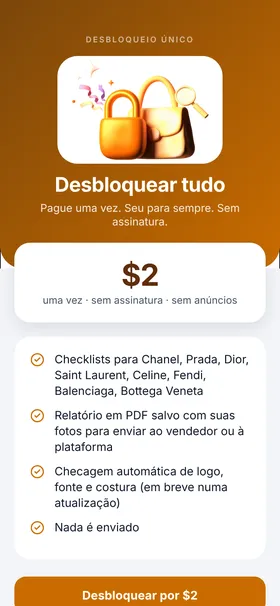 DESBLOQUEIO ÚNICO
Desbloquear tudo
Pague uma vez. Seu para sempre. Sem
assinatura.
$2
uma vez · sem assinatura · sem anúncios
Checklists para Chanel, Prada, Dior,
Saint Laurent, Celine, Fendi,
Balenciaga, Bottega Veneta
Relatório em PDF salvo com suas
fotos para enviar ao vendedor ou à
plataforma
Checagem automática de logo,
fonte e costura (em breve numa
atualização)
Nada é enviado
Desbloquear por $2